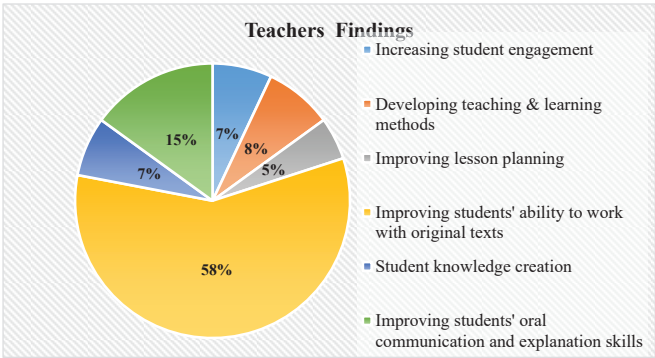 Teachers Findings
Increasing student engagement
Developing teaching & learning
methods
Improving lesson planning
Improving students' ability to work
with original texts
Student knowledge creation
Improving students' oral
communication and explanation skills
7%
8%
5%
58%
7%
15%